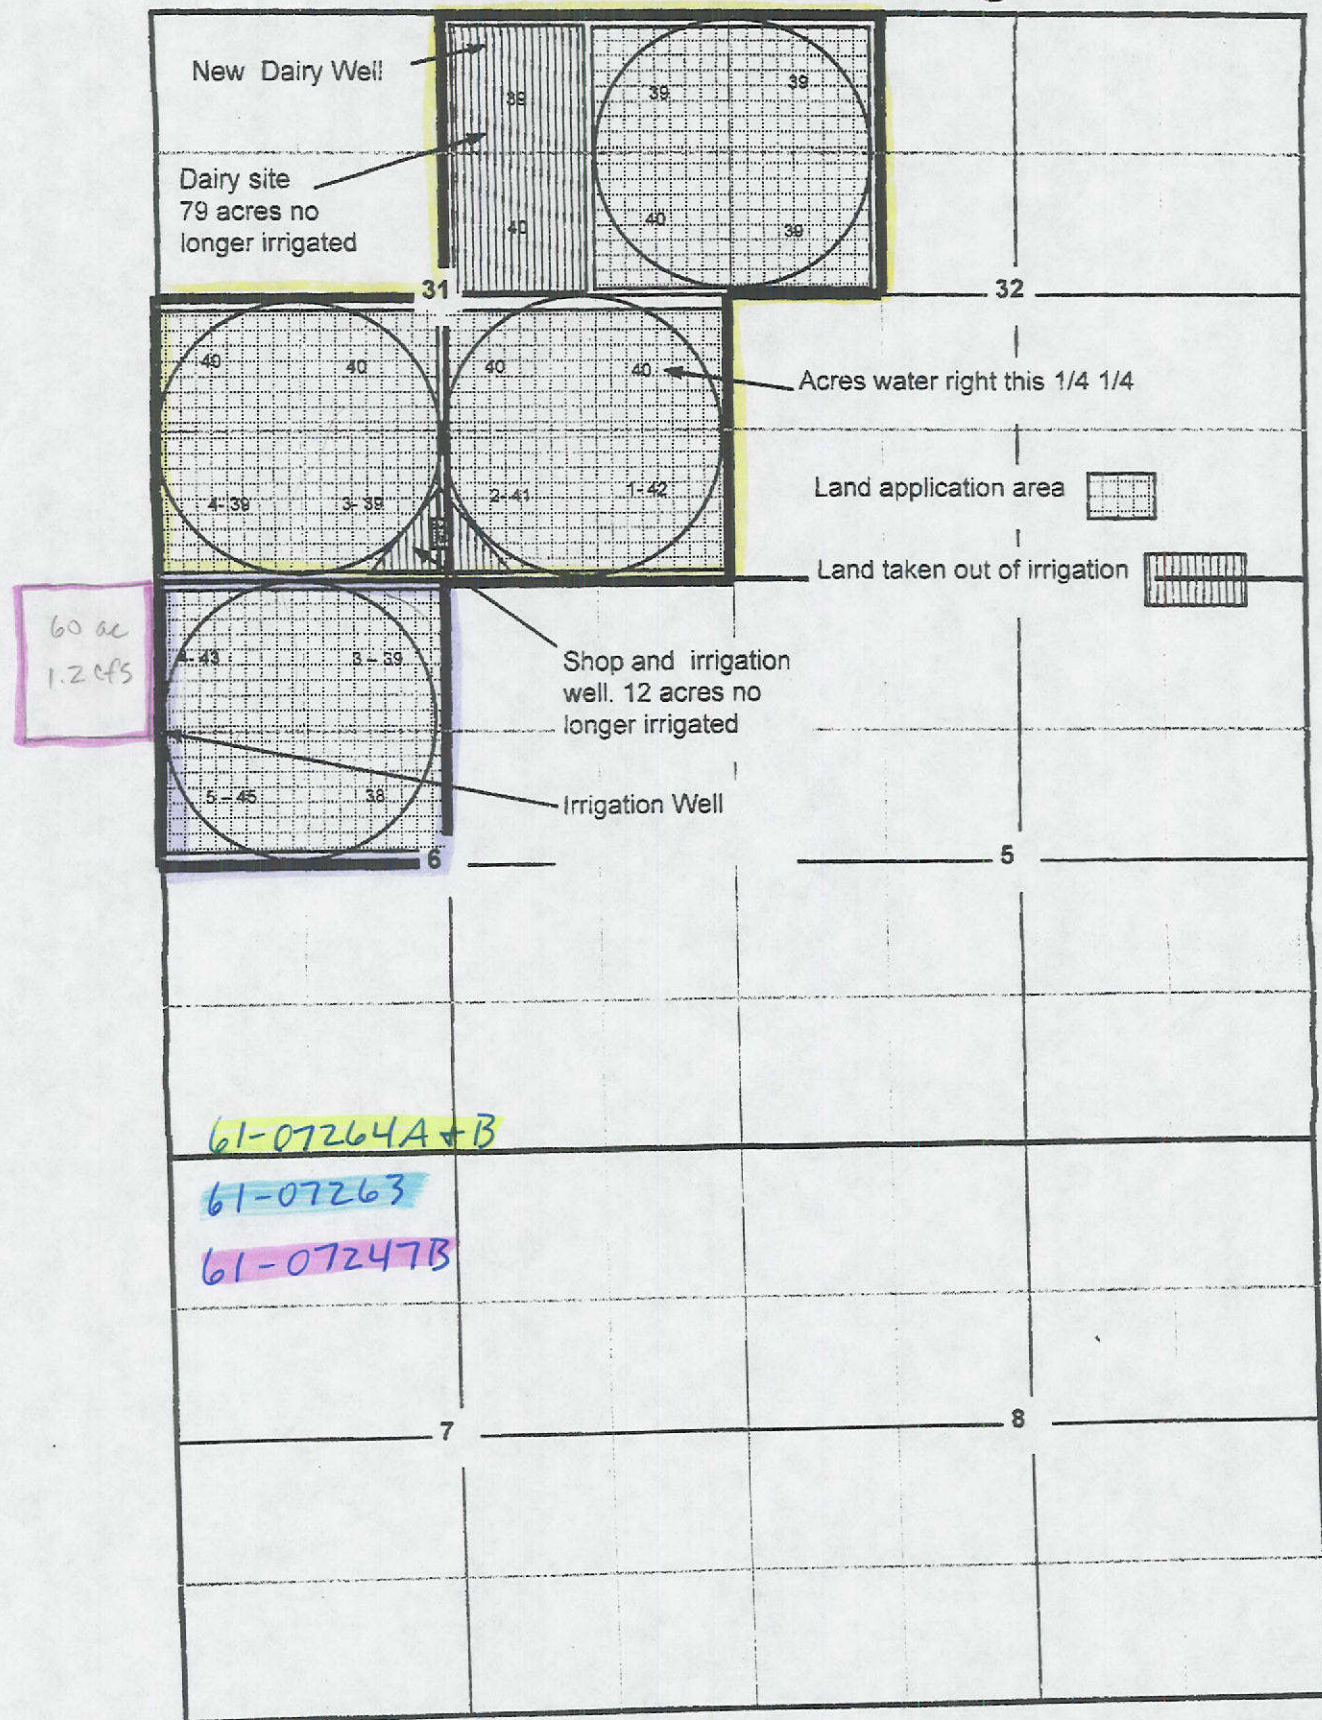 New Dairy Well
39
39
39
Dairy site
79 acres no
longer irrigated
40
40
39
31
32
40
40
40
40
Acres water right this 1/4 1/4
4-39
3-39
2-41
1-42
Land application area
Land taken out of irrigation
60 ac
1.2 cfs
4-43
3-39
Shop and irrigation
well. 12 acres no
longer irrigated
5-45
38
Irrigation Well
6
5
61-07264A + B
61-07263
61-07247B
7
8